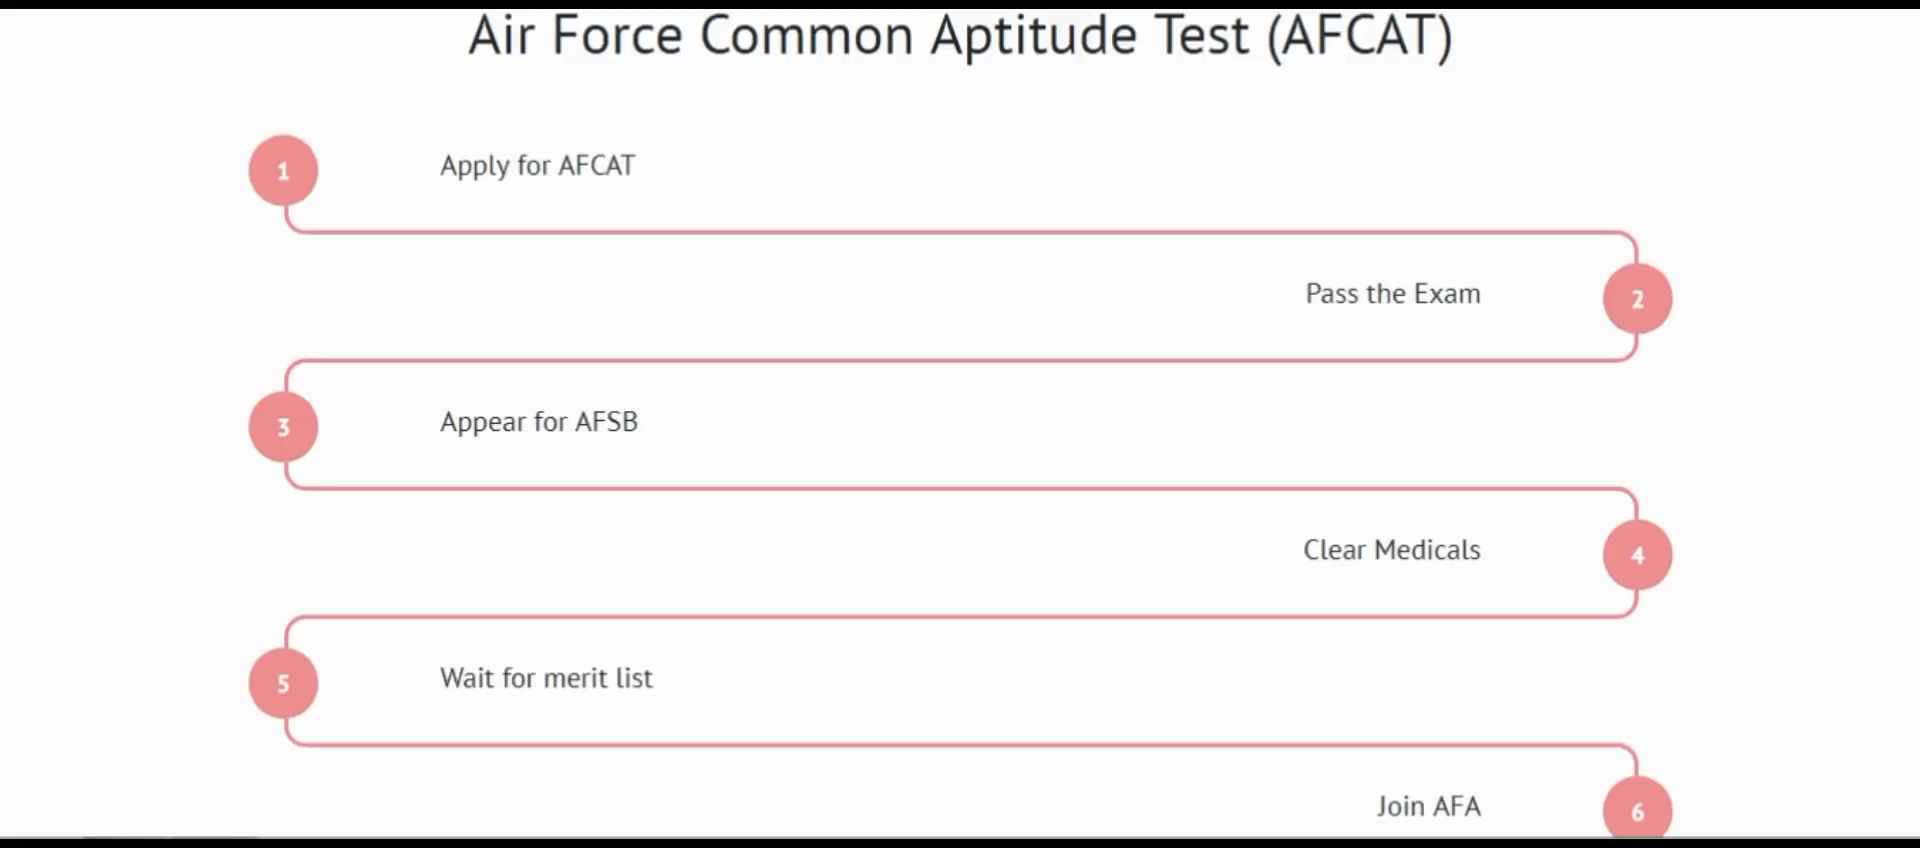 Air Force Common Aptitude Test (AFCAT)
1 Apply for AFCAT
Pass the Exam 2
3 Appear for AFSB
Clear Medicals 4
5 Wait for merit list
Join AFA 6